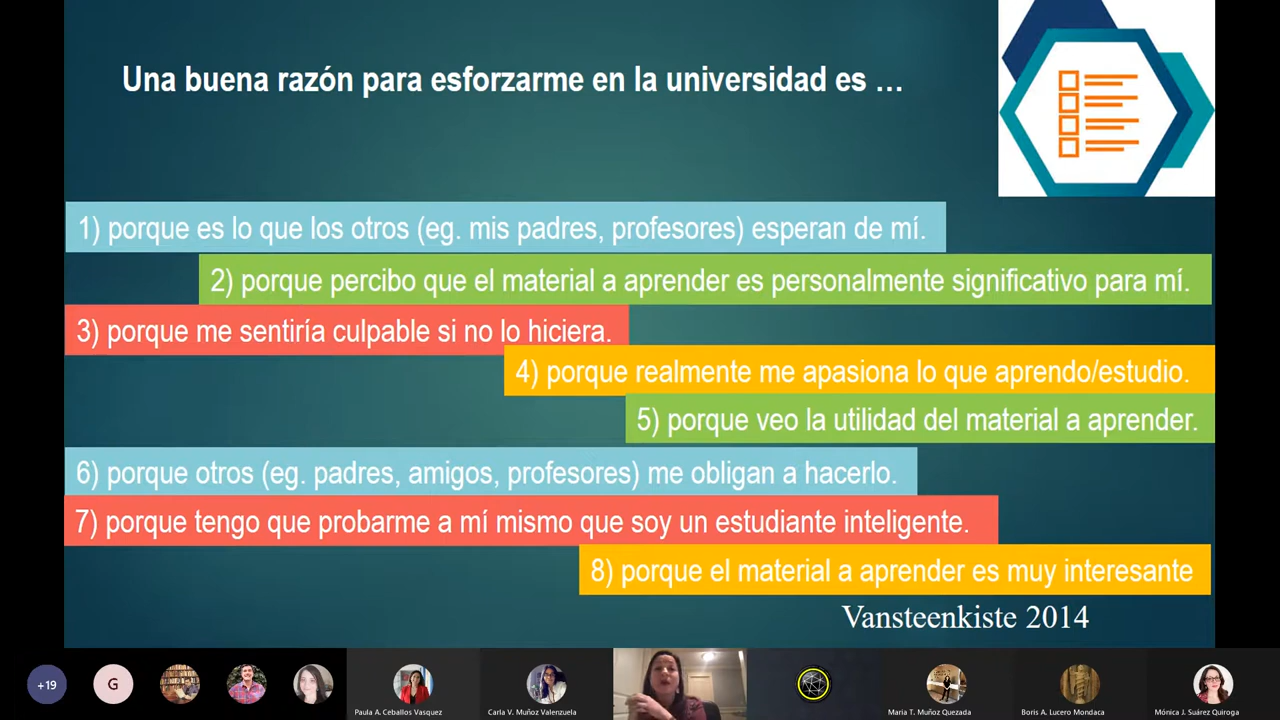 Una buena razón para esforzarme en la universidad es …
1) porque es lo que los otros (eg. mis padres, profesores) esperan de mí.
2) porque percibo que el material a aprender es personalmente significativo para mí.
3) porque me sentiría culpable si no lo hiciera.
4) porque realmente me apasiona lo que aprendo/estudio.
5) porque veo la utilidad del material a aprender.
6) porque otros (eg. padres, amigos, profesores) me obligan a hacerlo.
7) porque tengo que probarme a mí mismo que soy un estudiante inteligente.
8) porque el material a aprender es muy interesante
Vansteenkiste 2014
+19
G
Paula A. Ceballos Vasquez
Carla V. Muñoz Valenzuela
Maria T. Muñoz Quezada
Boris A. Lucero Mondaca
Mónica J. Suárez Quiroga